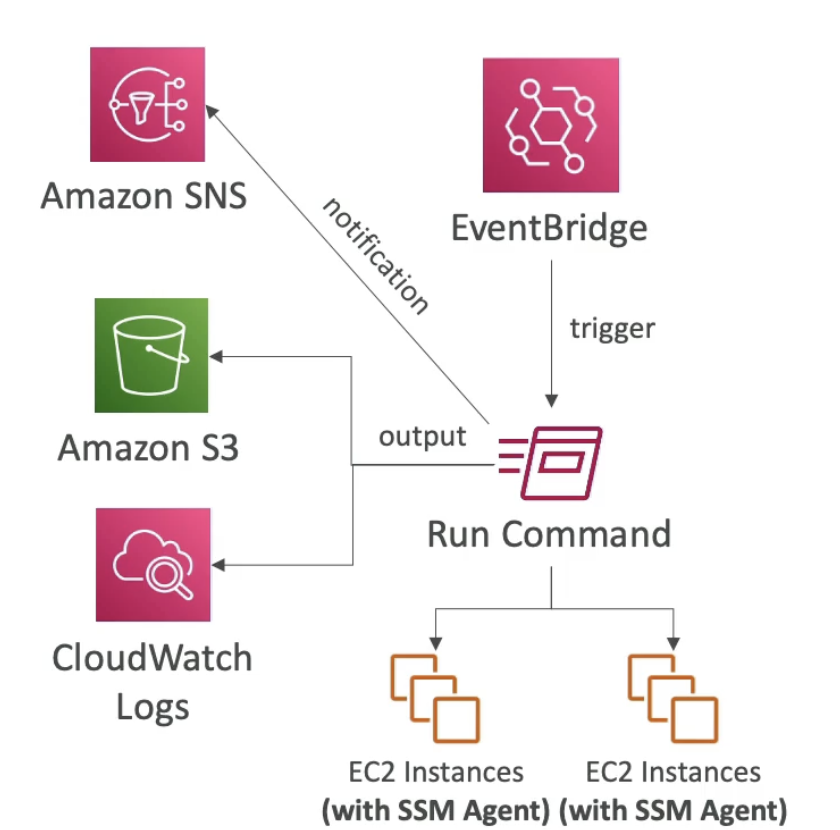 Amazon SNS
EventBridge
notification
trigger
Amazon S3
output
Run Command
CloudWatch
Logs
EC2 Instances
(with SSM Agent)
EC2 Instances
(with SSM Agent)